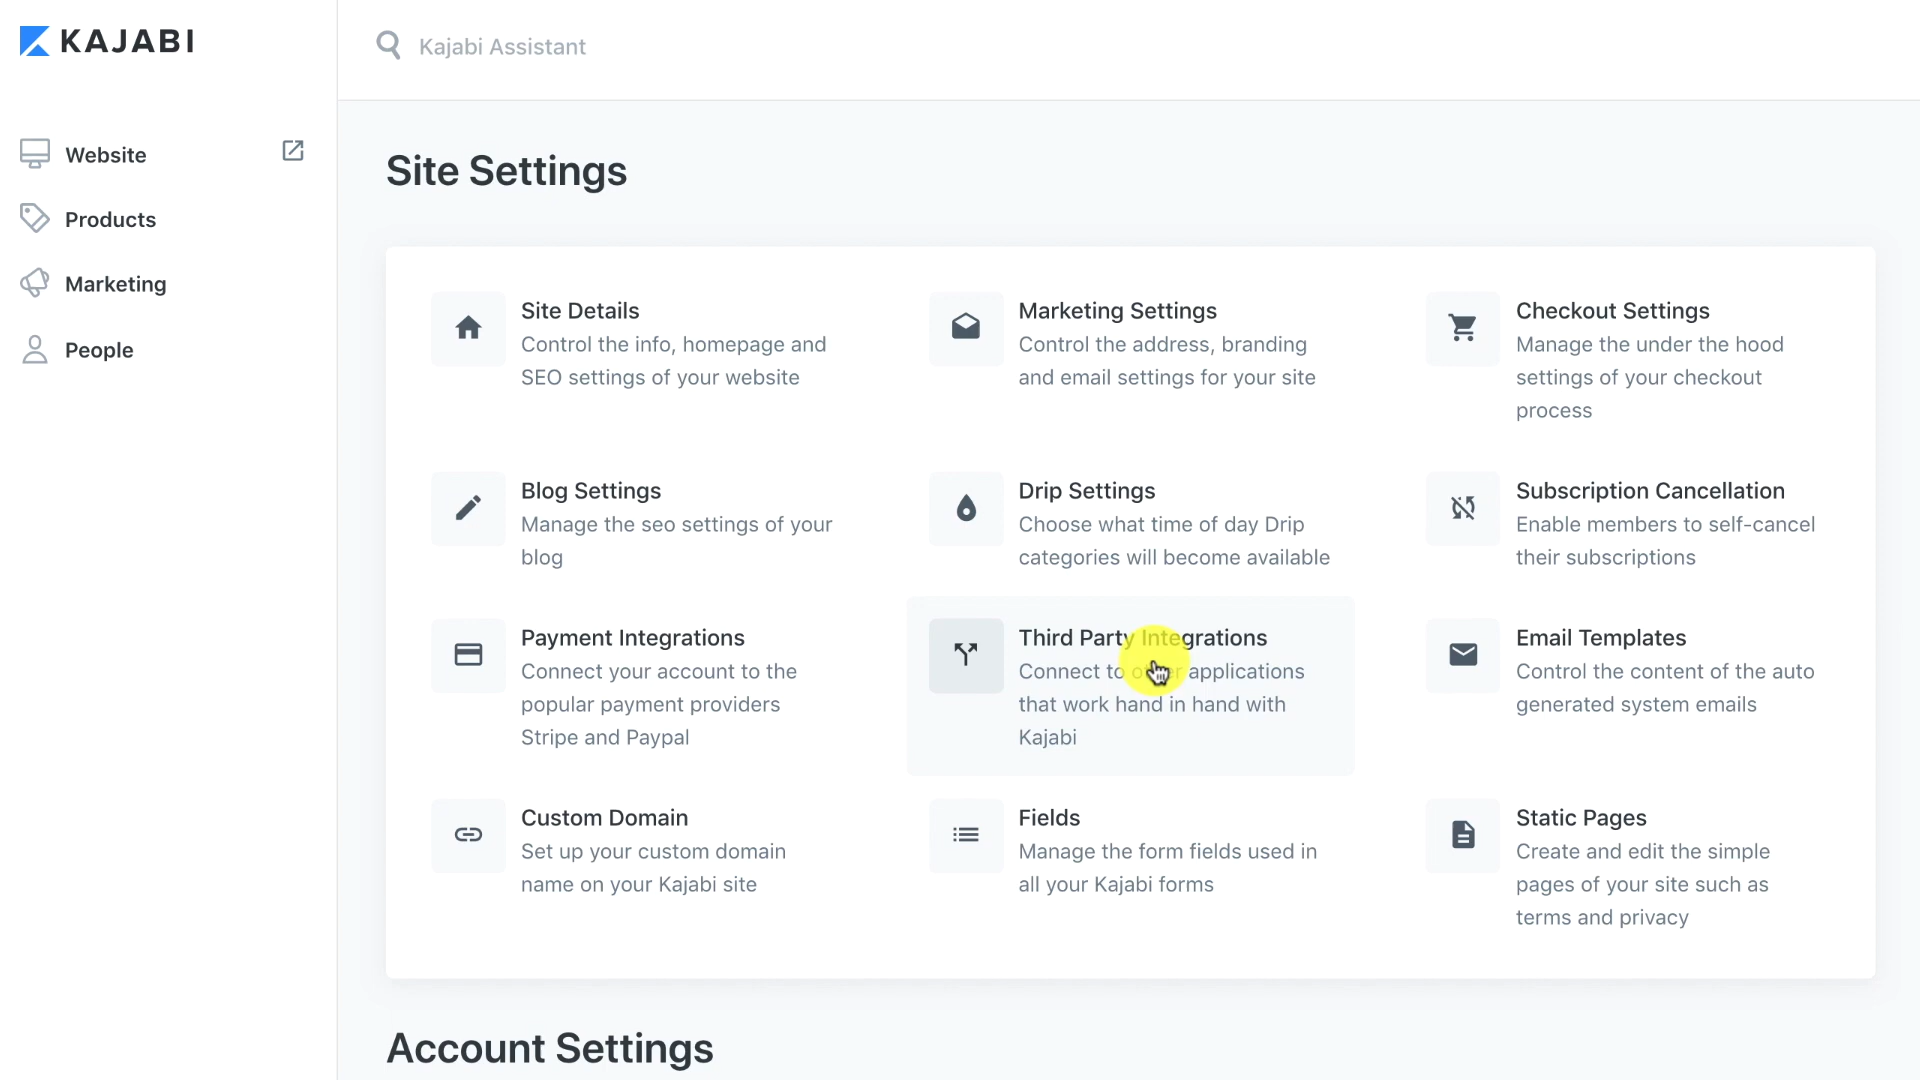 KAJABI
Kajabi Assistant
Website
Products
Marketing
People
Site Settings
Site Details
Control the info, homepage and
SEO settings of your website
Marketing Settings
Control the address, branding
and email settings for your site
Checkout Settings
Manage the under the hood
settings of your checkout
process
Blog Settings
Manage the seo settings of your
blog
Drip Settings
Choose what time of day Drip
categories will become available
Subscription Cancellation
Enable members to self-cancel
their subscriptions
Payment Integrations
Connect your account to the
popular payment providers
Stripe and Paypal
Third Party Integrations
Connect to other applications
that work hand in hand with
Kajabi
Email Templates
Control the content of the auto
generated system emails
Custom Domain
Set up your custom domain
name on your Kajabi site
Fields
Manage the form fields used in
all your Kajabi forms
Static Pages
Create and edit the simple
pages of your site such as
terms and privacy
Account Settings